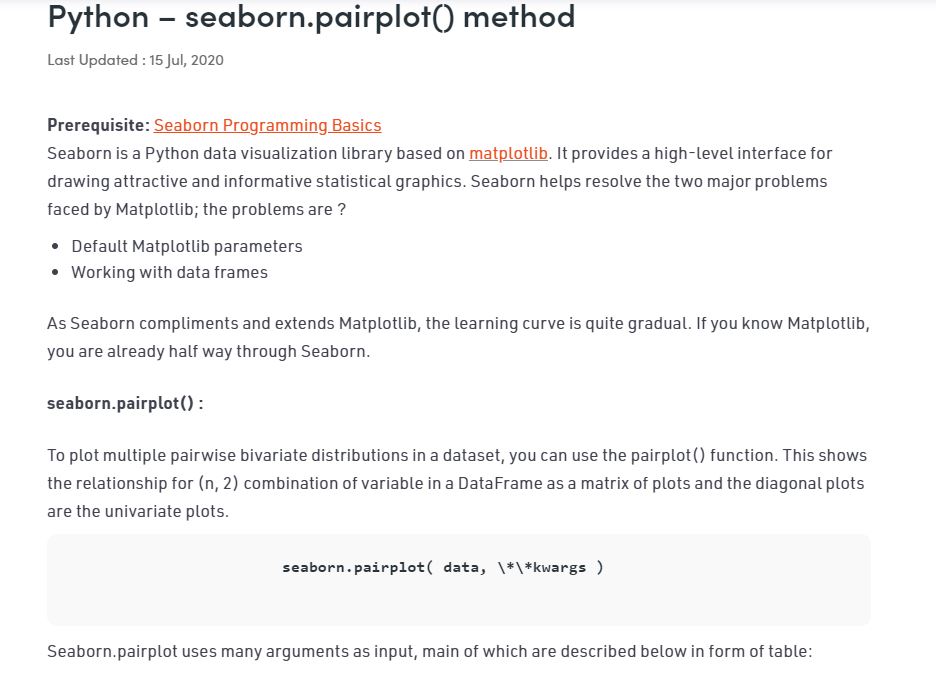 Python – seaborn.pairplot() method
Last Updated : 15 Jul, 2020
Prerequisite: Seaborn Programming Basics
Seaborn is a Python data visualization library based on matplotlib. It provides a high-level interface for
drawing attractive and informative statistical graphics. Seaborn helps resolve the two major problems
faced by Matplotlib; the problems are ?
• Default Matplotlib parameters
• Working with data frames
As Seaborn compliments and extends Matplotlib, the learning curve is quite gradual. If you know Matplotlib,
you are already half way through Seaborn.
seaborn.pairplot() :
To plot multiple pairwise bivariate distributions in a dataset, you can use the pairplot() function. This shows
the relationship for (n, 2) combination of variable in a DataFrame as a matrix of plots and the diagonal plots
are the univariate plots.
seaborn.pairplot( data, \*\*kwargs )
Seaborn.pairplot uses many arguments as input, main of which are described below in form of table: